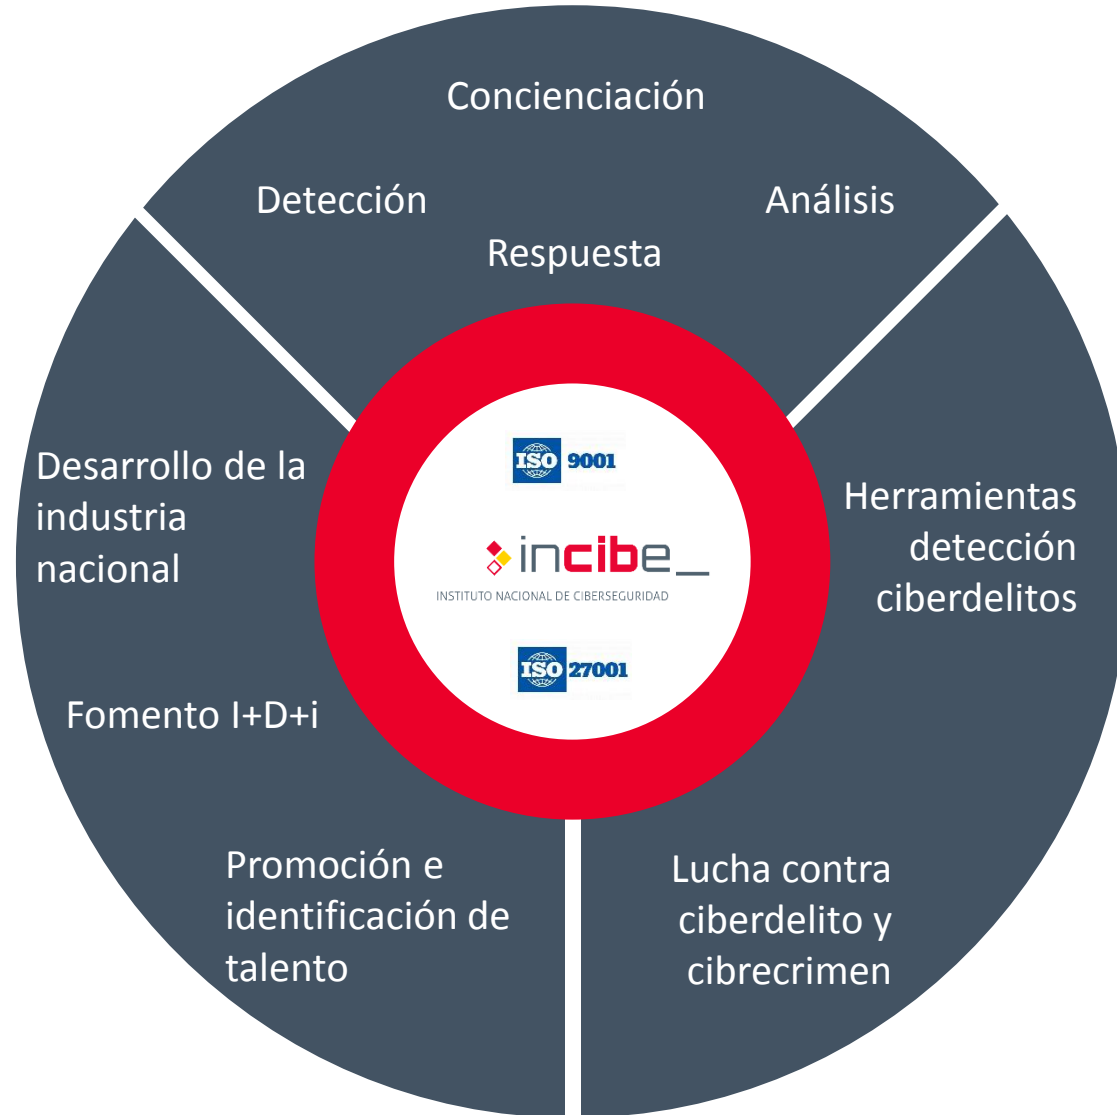 Concienciación
Detección
Análisis
Respuesta
Desarrollo de la
industria
nacional
Fomento I+D+i
Promoción e
identificación de
talento
ISO 9001
incibe_
INSTITUTO NACIONAL DE CIBERSEGURIDAD
ISO 27001
Herramientas
detección
ciberdelitos
Lucha contra
ciberdelito y
cibrecrimen